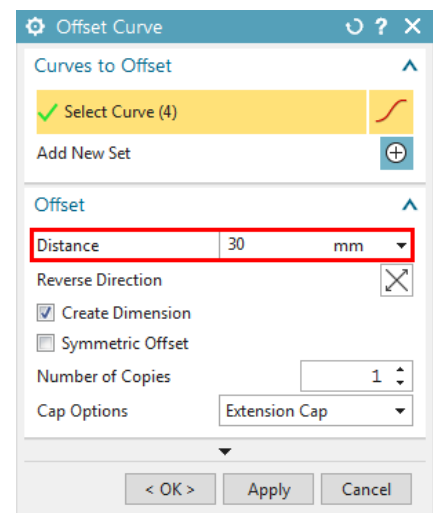 Offset Curve ?
Curves to Offset
Select Curve (4)
Add New Set
Offset
Distance 30 mm
Reverse Direction
Create Dimension
Symmetric Offset
Number of Copies 1
Cap Options Extension Cap
< OK > Apply Cancel